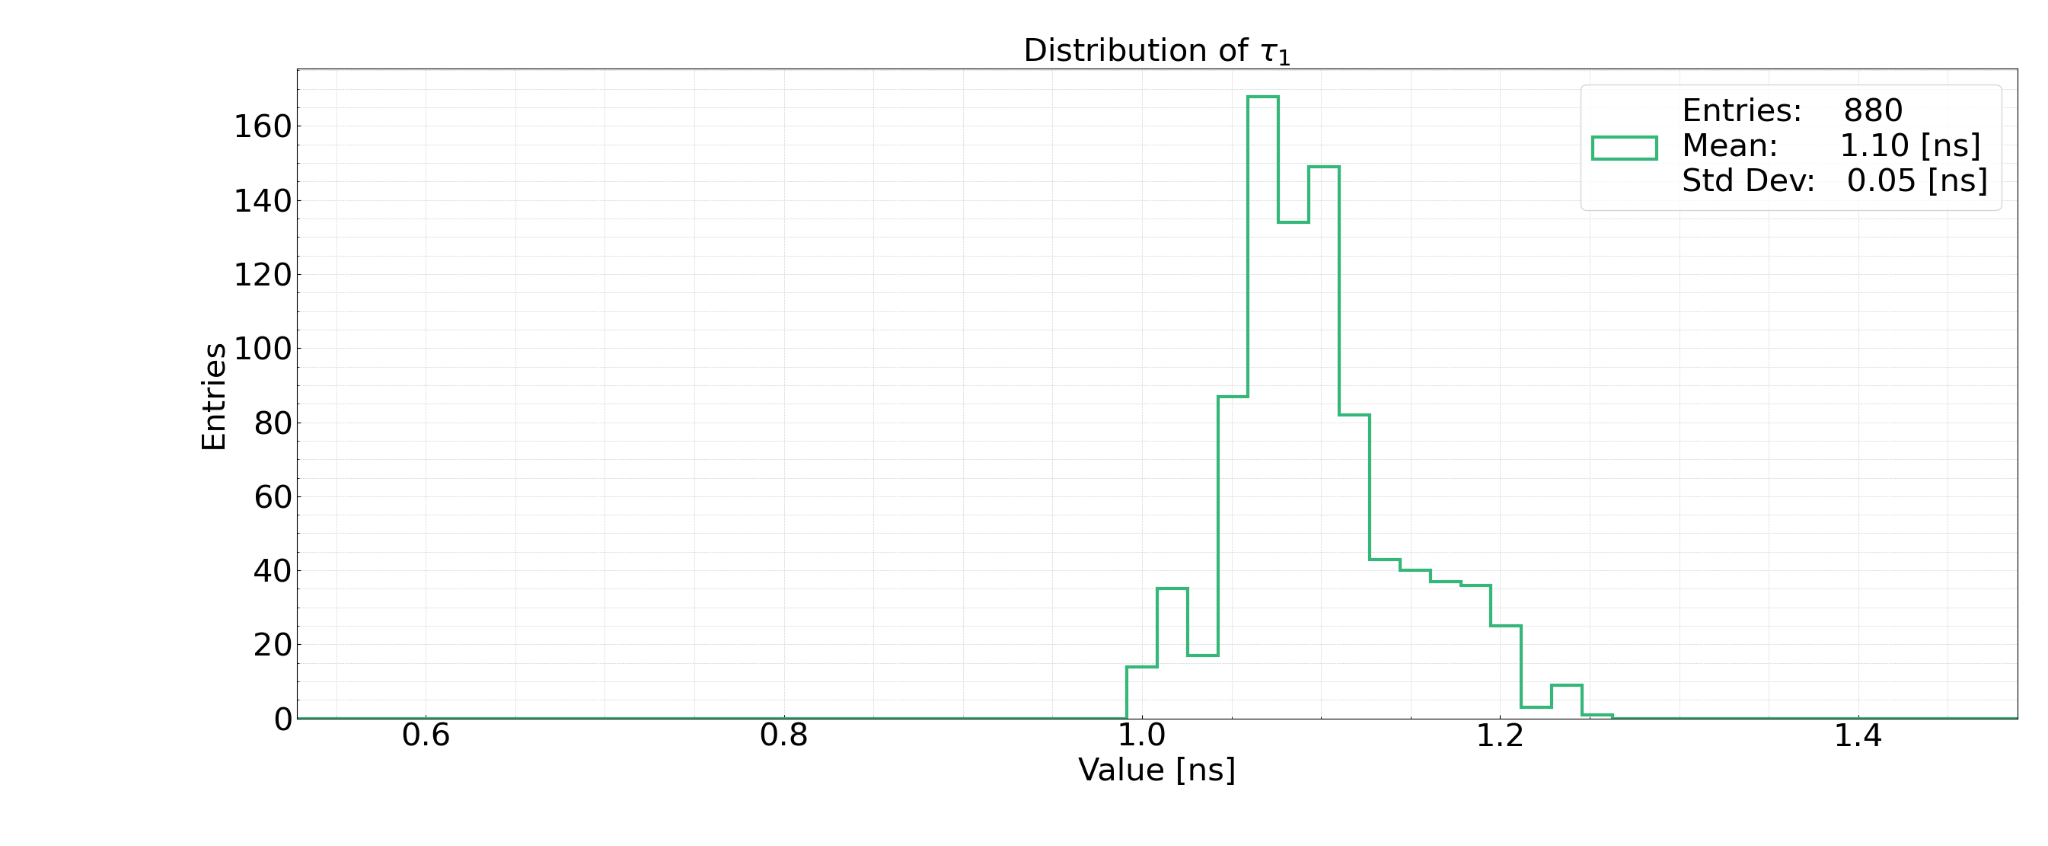 Distribution of τ₁
Entries: 880
Mean: 1.10 [ns]
Std Dev: 0.05 [ns]
Entries
160
140
120
100
80
60
40
20
0
0.6 0.8 1.0 1.2 1.4
Value [ns]